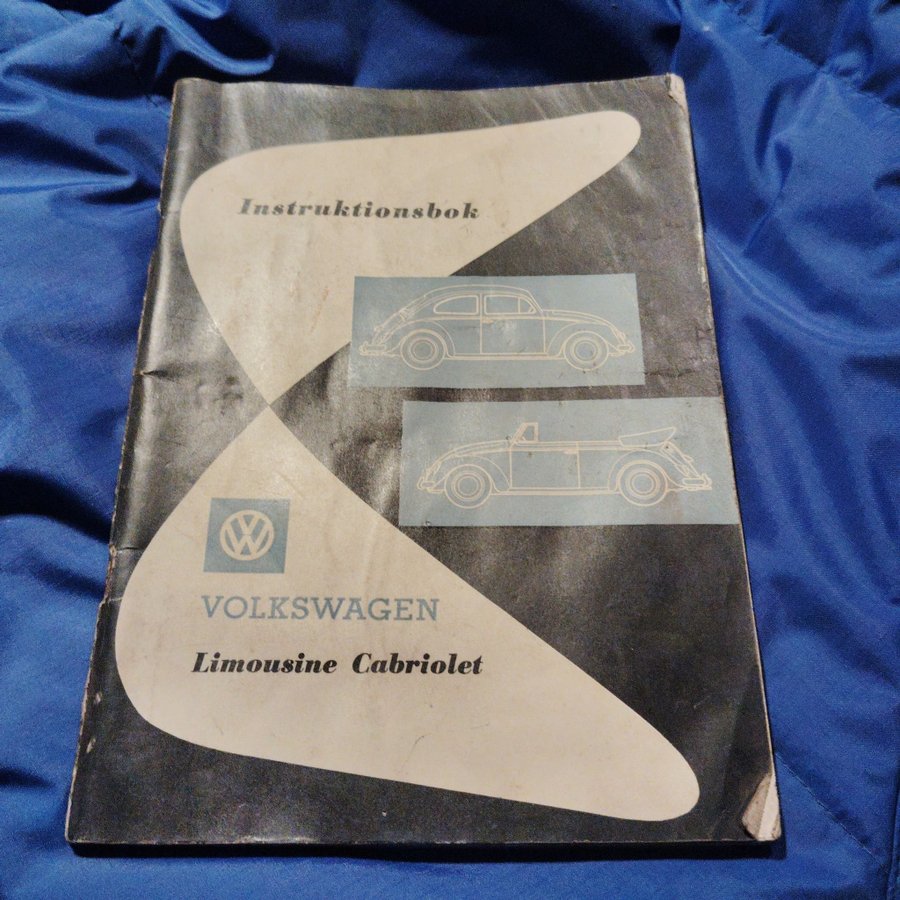 Instruktionsbok
VW
VOLKSWAGEN
Limousine Cabriolet